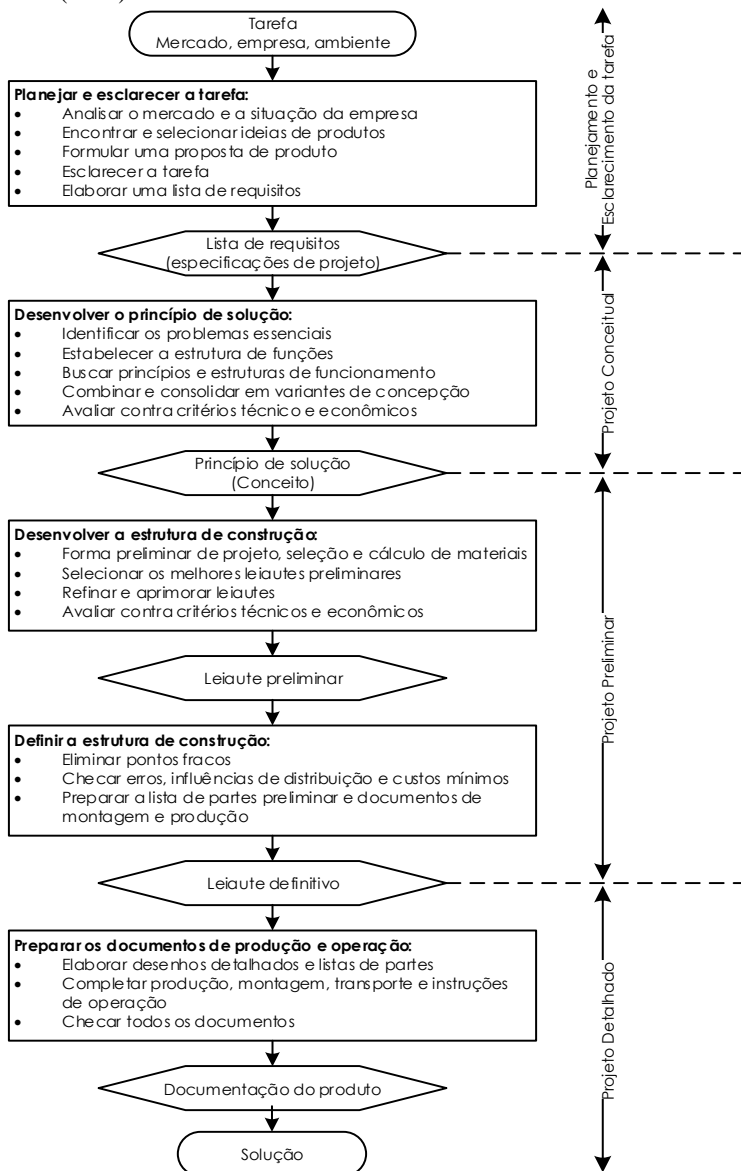 Tarefa
Mercado, empresa, ambiente
Planejar e esclarecer a tarefa:
• Analisar o mercado e a situação da empresa
• Encontrar e selecionar ideias de produtos
• Formular uma proposta de produto
• Esclarecer a tarefa
• Elaborar uma lista de requisitos
Planejamento e
Esclarecimento da tarefa
Lista de requisitos
(especificações de projeto)
Desenvolver o princípio de solução:
• Identificar os problemas essenciais
• Estabelecer a estrutura de funções
• Buscar princípios e estruturas de funcionamento
• Combinar e consolidar em variantes de concepção
• Avaliar contra critérios técnico e econômicos
Projeto Conceitual
Princípio de solução
(Conceito)
Desenvolver a estrutura de construção:
• Forma preliminar de projeto, seleção e cálculo de materiais
• Selecionar os melhores leiautes preliminares
• Refinar e aprimorar leiautes
• Avaliar contra critérios técnicos e econômicos
Leiaute preliminar
Projeto Preliminar
Definir a estrutura de construção:
• Eliminar pontos fracos
• Checar erros, influências de distribuição e custos mínimos
• Preparar a lista de partes preliminar e documentos de
montagem e produção
Leiaute definitivo
Preparar os documentos de produção e operação:
• Elaborar desenhos detalhados e listas de partes
• Completar produção, montagem, transporte e instruções
de operação
• Checar todos os documentos
Projeto Detalhado
Documentação do produto
Solução